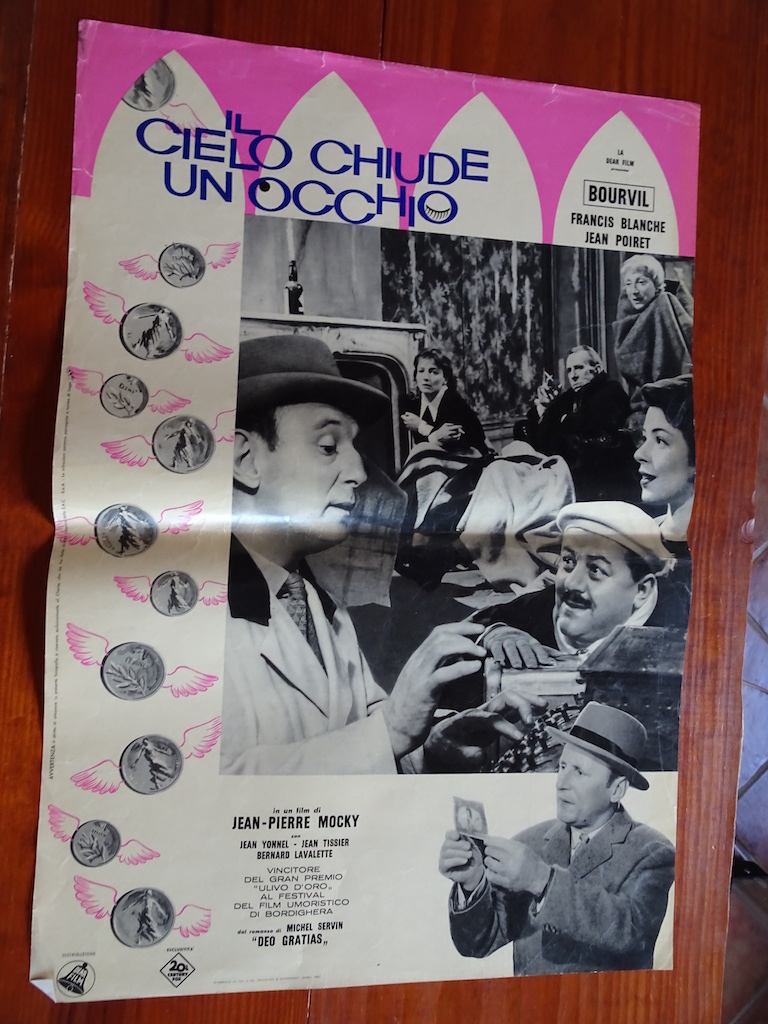 IL
CIELO CHIUDE
UN OCCHIO
LA
DEAR FILM
presenta
BOURVIL
FRANCIS BLANCHE
JEAN POIRET
in un film di
JEAN-PIERRE MOCKY
con
JEAN YONNEL - JEAN TISSIER
BERNARD LAVALETTE
VINCITORE
DEL GRAN PREMIO
"ULIVO D'ORO„
AL FESTIVAL
DEL FILM UMORISTICO
DI BORDIGHERA
dal romanzo di MICHEL SERVIN
"DEO GRATIAS„
DISTRIBUZIONE
FILM
ESCLUSIVITA'
20th
CENTURY
FOX
AVVERTENZA